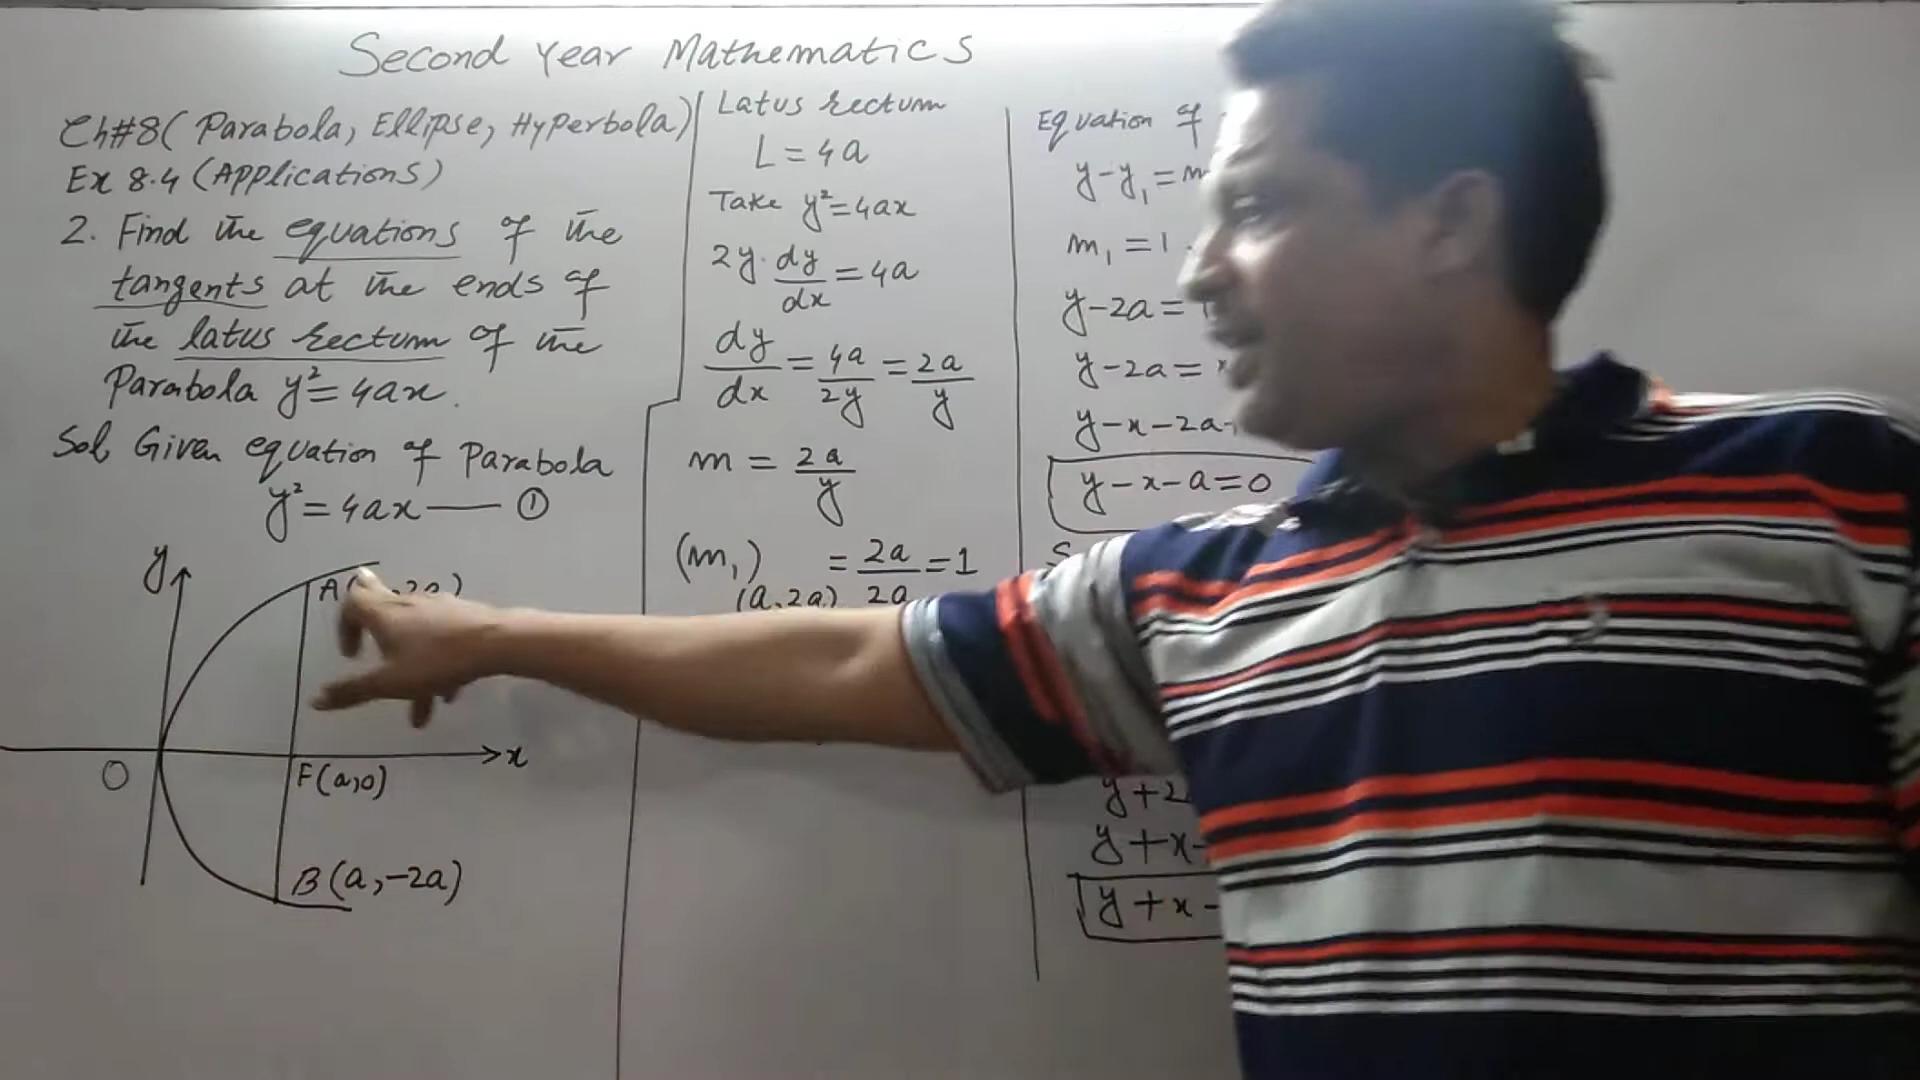 Second Year Mathematics
Ch#8( Parabola, Ellipse, Hyperbola)
Ex 8.4 (Applications)
2. Find the equations of the
tangents at the ends of
the latus rectum of the
Parabola y²=4ax.
Sol Given equation of Parabola
y²=4ax — ①
y
A( ,2a)
x
O
F(a,0)
B(a,-2a)
Latus rectum
L=4a
Take y²=4ax
2y.dy/dx=4a
dy/dx=4a/2y=2a/y
m=2a/y
(m₁)(a,2a)=2a/2a=1
Equation of
y-y₁=m
m₁=1
y-2a=
y-2a=
y-x-2a+
y-x-a=0
y+2
y+x-
y+x-